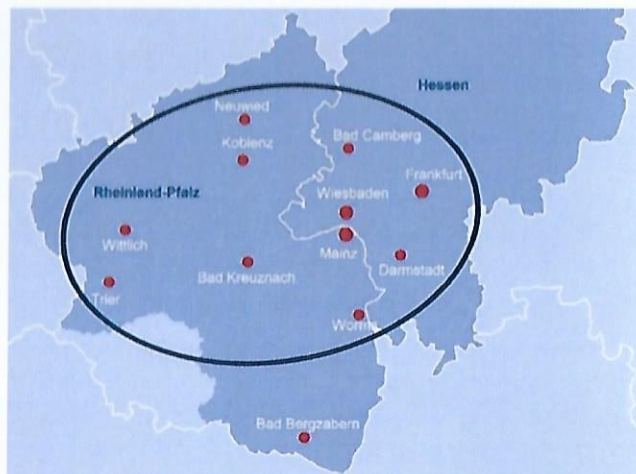 Hessen
Neuwied
Koblenz
Bad Camberg
Frankfurt
Rheinland-Pfalz
Wiesbaden
Wittlich
Mainz
Bad Kreuznach
Darmstadt
Trier
Worms
Bad Bergzabern